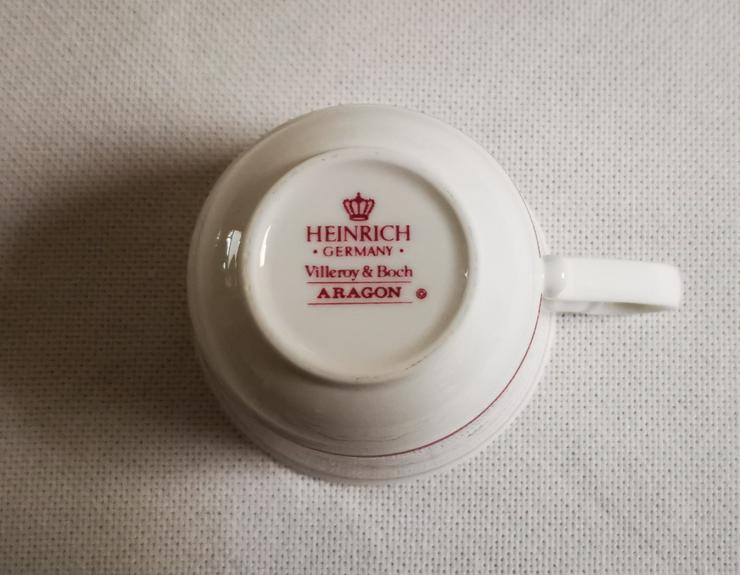 HEINRICH
· GERMANY ·
Villeroy & Boch
ARAGON